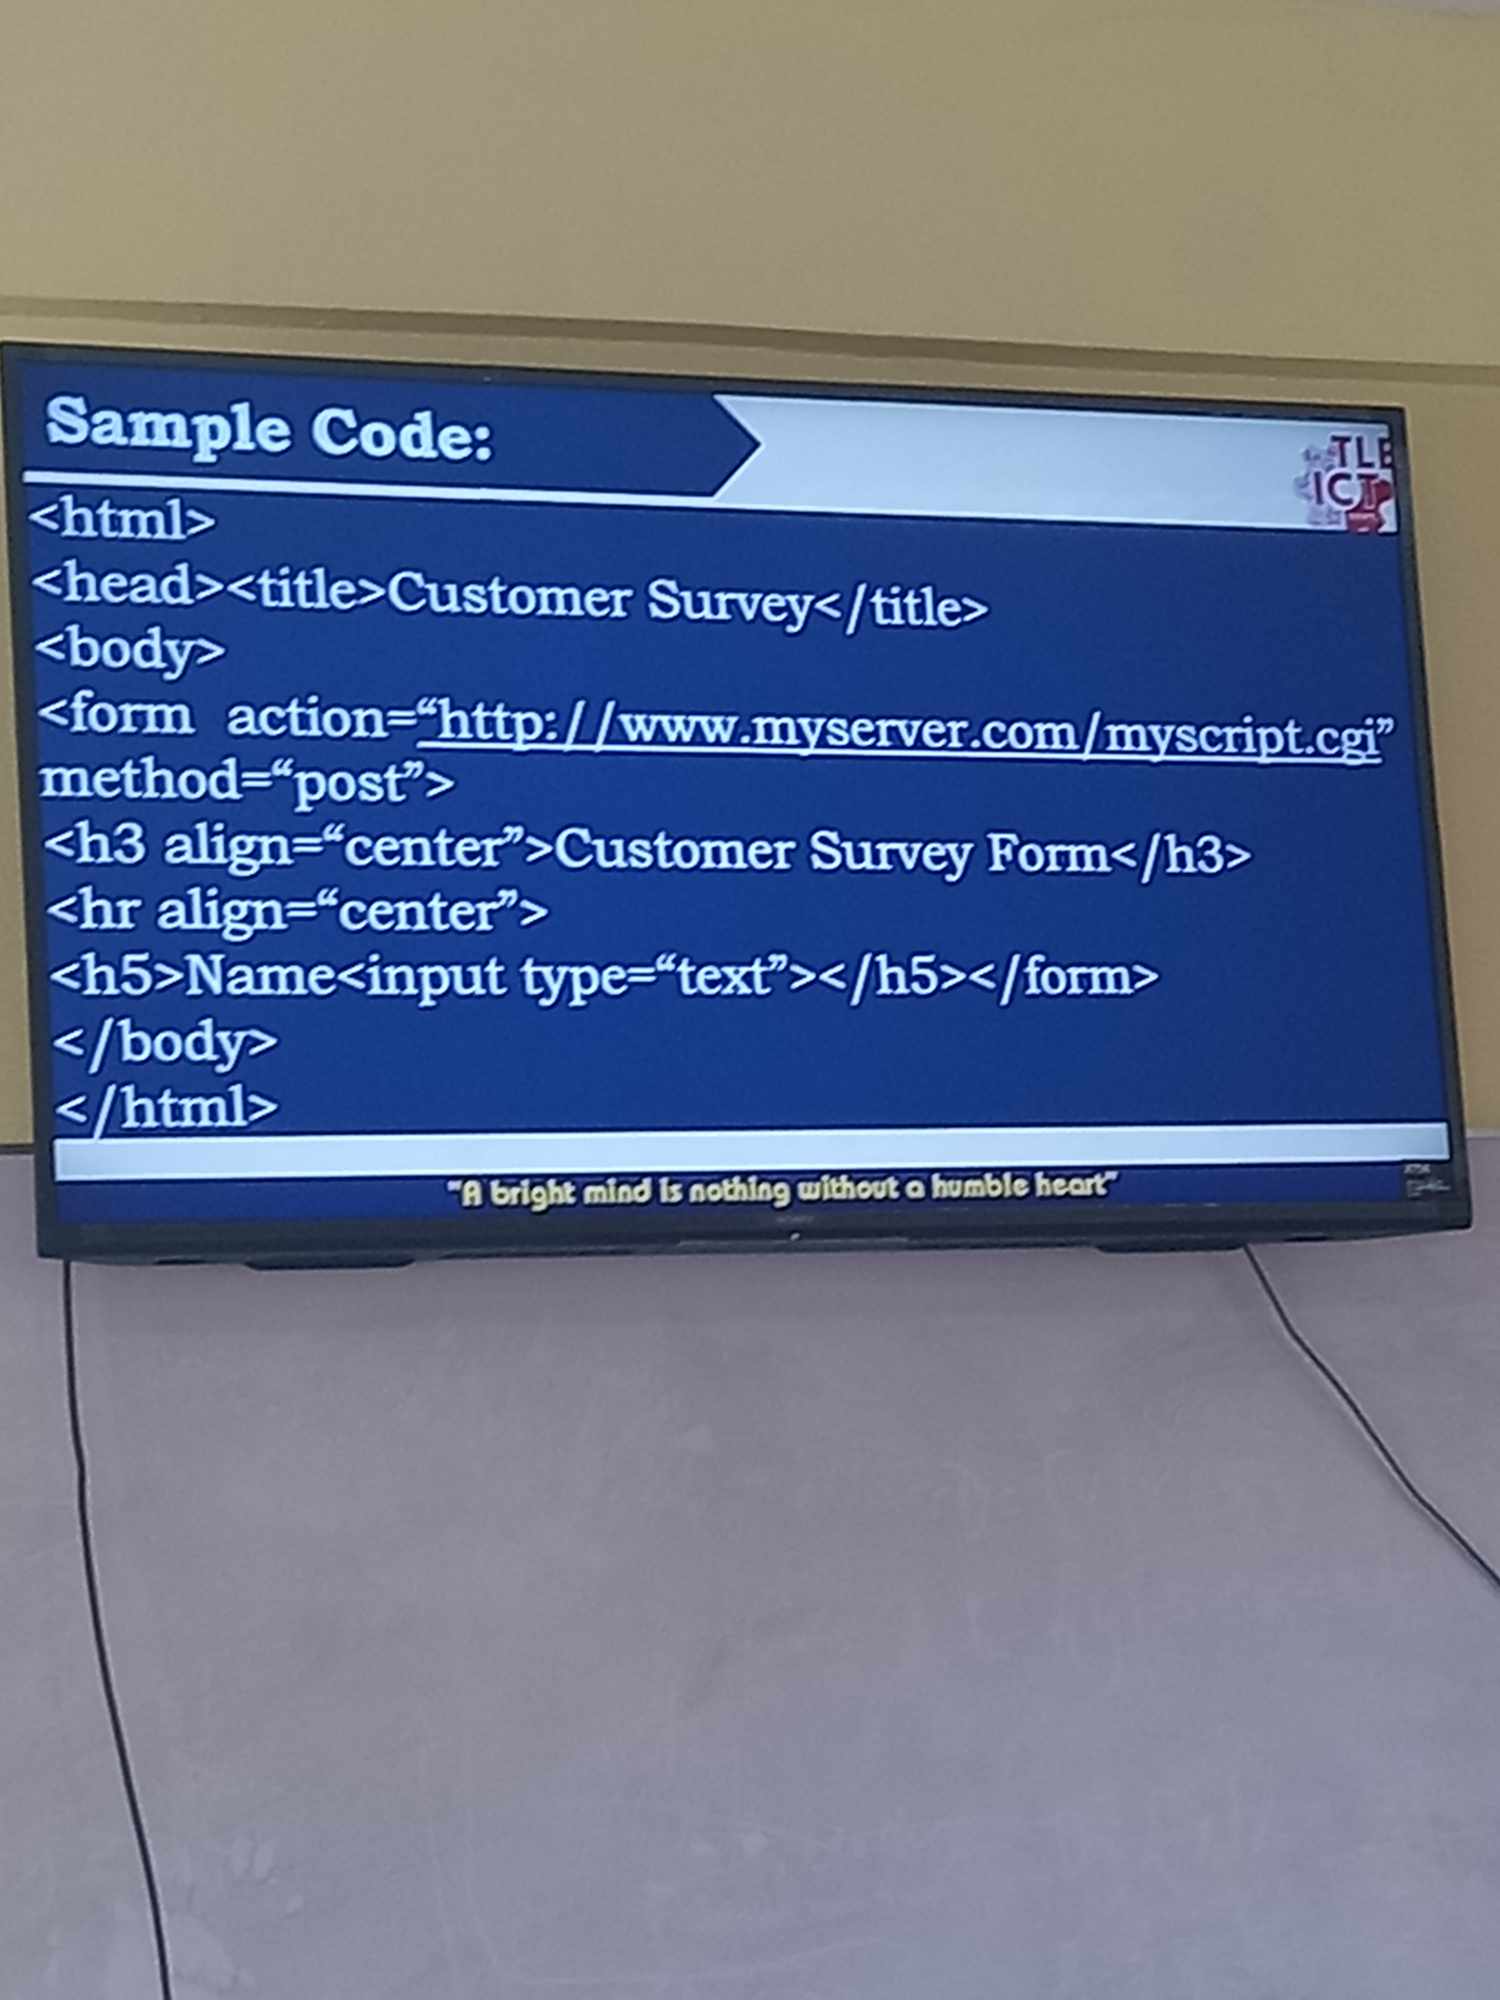 Sample Code:
TLE
ICT
<html>
<head><title>Customer Survey</title>
<body>
<form  action=“http://www.myserver.com/myscript.cgi”
method=“post”>
<h3 align=“center”>Customer Survey Form</h3>
<hr align=“center”>
<h5>Name<input type=“text”></h5></form>
</body>
</html>
"A bright mind is nothing without a humble heart"